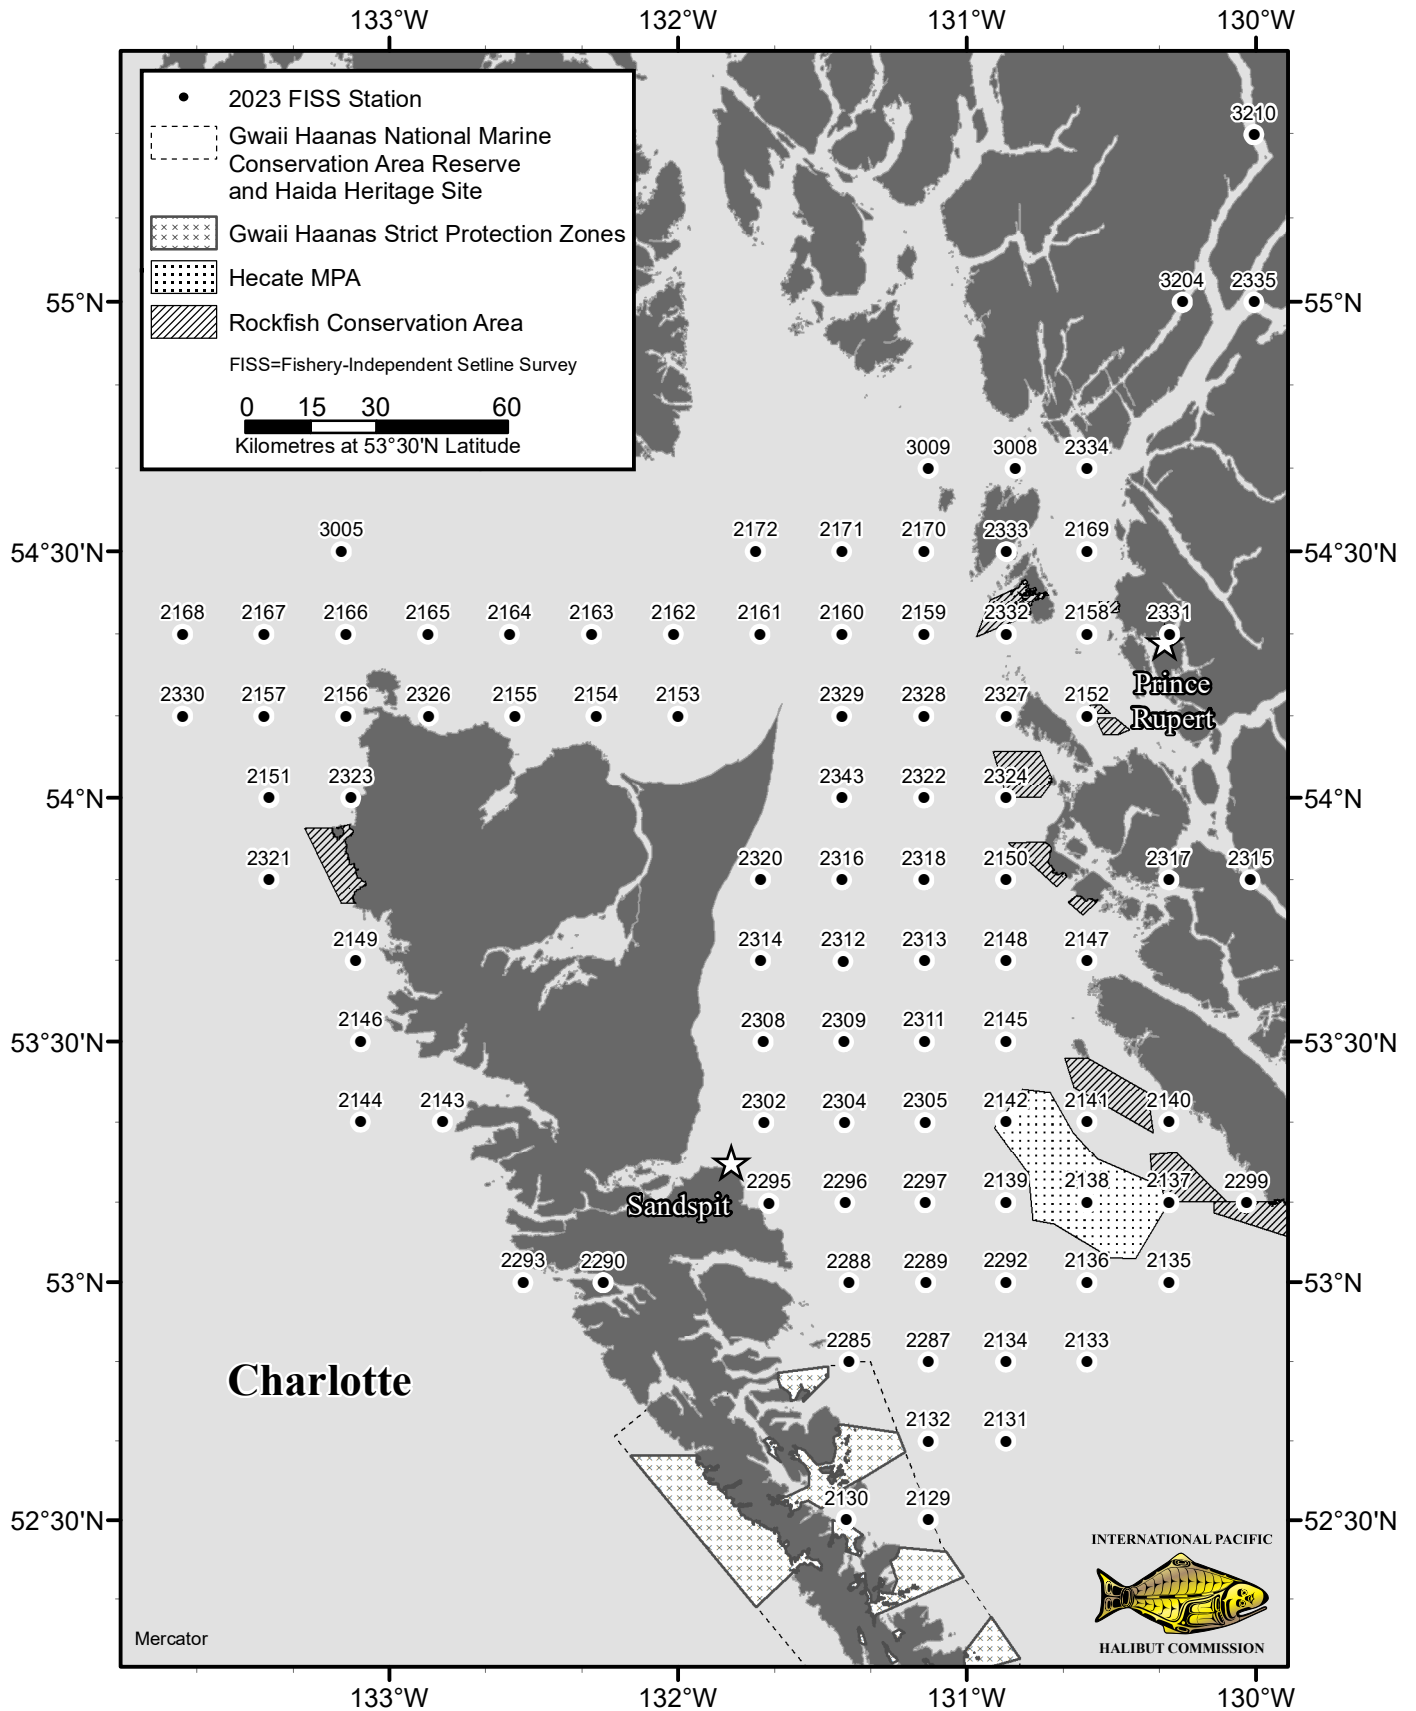 133°W 132°W 131°W 130°W
2023 FISS Station
Gwaii Haanas National Marine
Conservation Area Reserve
and Haida Heritage Site
Gwaii Haanas Strict Protection Zones
Hecate MPA
Rockfish Conservation Area
FISS=Fishery-Independent Setline Survey
0 15 30 60
Kilometres at 53°30'N Latitude
3210
3204 2335
55°N 55°N
3009 3008 2334
3005 2172 2171 2170 2333 2169
54°30'N 54°30'N
2168 2167 2166 2165 2164 2163 2162 2161 2160 2159 2332 2158 2331
Prince
Rupert
2330 2157 2156 2326 2155 2154 2153 2329 2328 2327 2152
2151 2323 2343 2322 2324
54°N 54°N
2321 2320 2316 2318 2150 2317 2315
2149 2314 2312 2313 2148 2147
2146 2308 2309 2311 2145
53°30'N 53°30'N
2144 2143 2302 2304 2305 2142 2141 2140
2295 2296 2297 2139 2138 2137 2299
Sandspit
2293 2290 2288 2289 2292 2136 2135
53°N 53°N
2285 2287 2134 2133
Charlotte
2132 2131
2130 2129
52°30'N 52°30'N
INTERNATIONAL PACIFIC
HALIBUT COMMISSION
Mercator
133°W 132°W 131°W 130°W